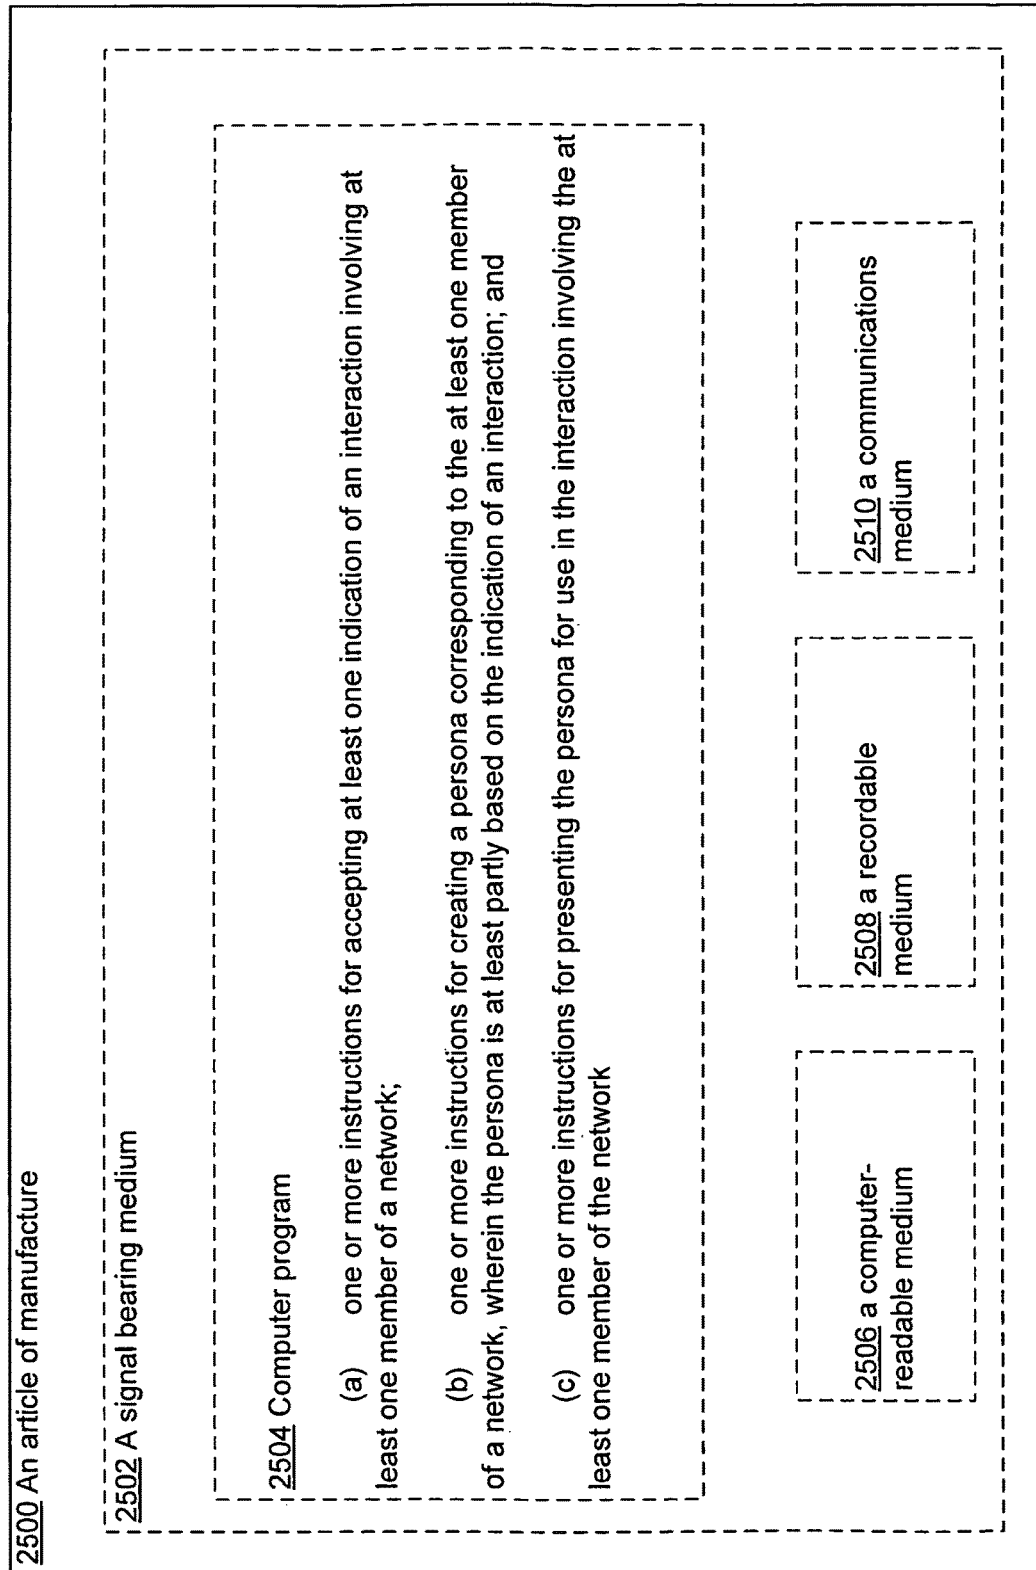 2500 An article of manufacture
2502 A signal bearing medium
2504 Computer program
(a) one or more instructions for accepting at least one indication of an interaction involving at
least one member of a network;
(b) one or more instructions for creating a persona corresponding to the at least one member
of a network, wherein the persona is at least partly based on the indication of an interaction; and
(c) one or more instructions for presenting the persona for use in the interaction involving the at
least one member of the network
2506 a computer-
readable medium
2508 a recordable
medium
2510 a communications
medium